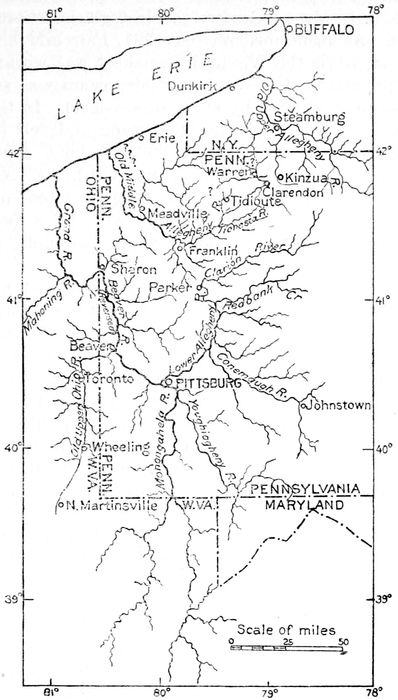 81°
80°
79°
78°
BUFFALO
LAKE ERIE
Dunkirk
Steamburg
Allegheny R.
Erie
42°
N.Y.
PENN.
42°
Warren
?
Kinzua
Clarendon
Old Middle
Tidioute
PENN.
OHIO
Meadville
Allegheny R.
Tionesta R.
Grand R.
Franklin
Clarion River
Sharon
Parker
41°
41°
Mahoning R.
Beaver R.
Redbank Cr.
Beaver
Lower Allegheny R.
Conemaugh R.
Toronto
PITTSBURG
Johnstown
Old Upper Ohio R.
Monongahela R.
Youghiogheny R.
40°
40°
Wheeling
PENN.
W.VA.
PENNSYLVANIA
MARYLAND
N. Martinsville
W.VA.
39°
39°
Scale of miles
0 25 50
81°
80°
79°
78°